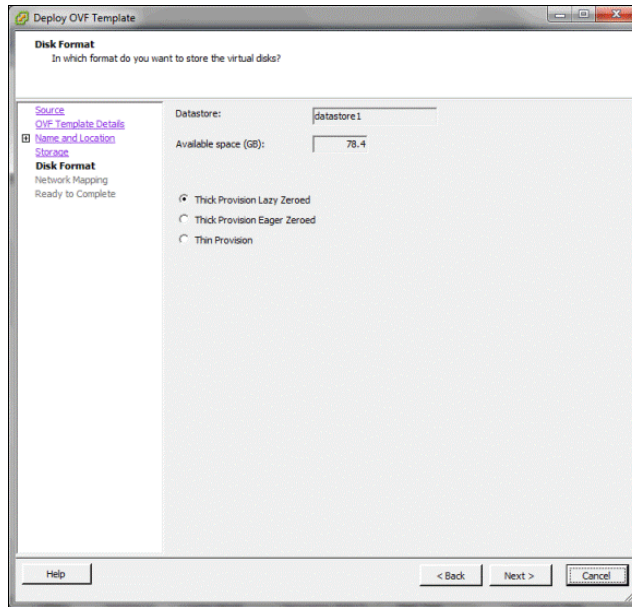 Deploy OVF Template
Disk Format
In which format do you want to store the virtual disks?
Source
OVF Template Details
Name and Location
Storage
Disk Format
Network Mapping
Ready to Complete
Datastore:
datastore1
Available space (GB):
78.4
Thick Provision Lazy Zeroed
Thick Provision Eager Zeroed
Thin Provision
Help
< Back
Next >
Cancel